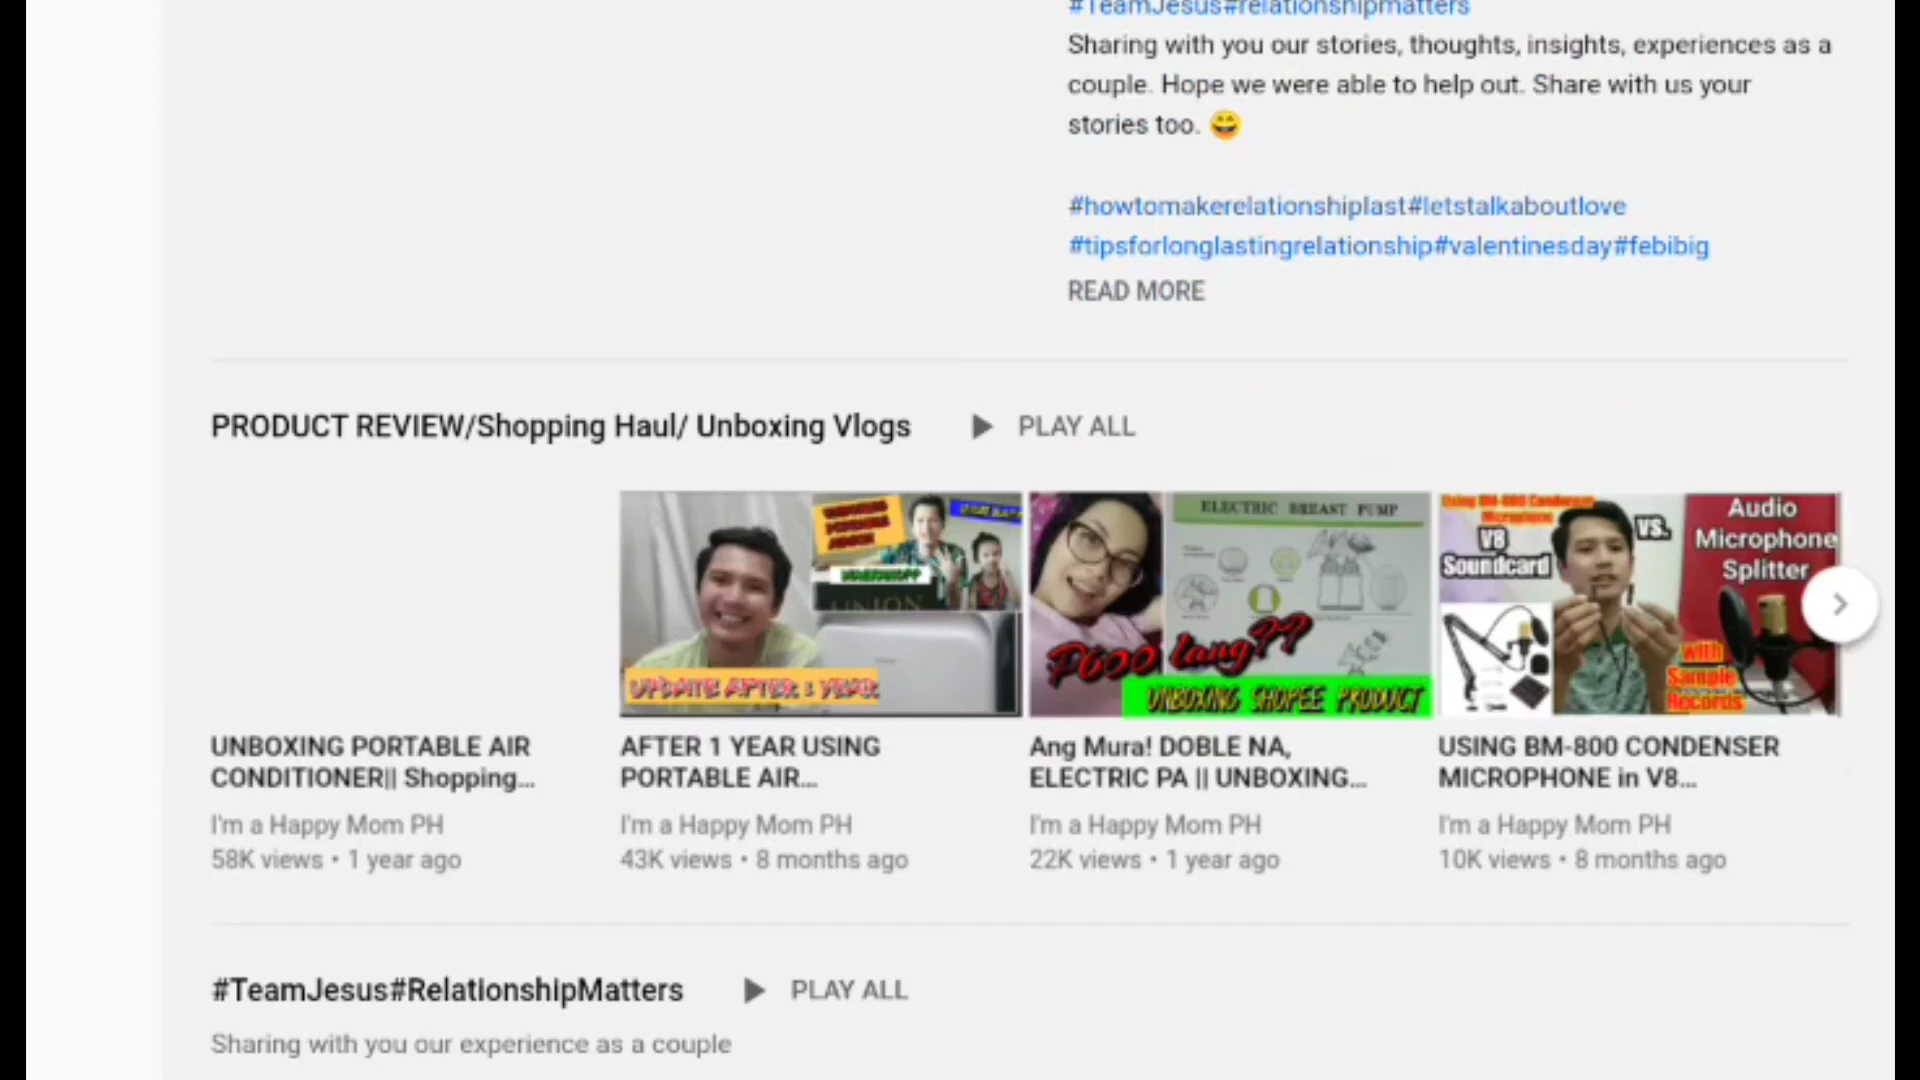 #TeamJesus#relationshipmatters
Sharing with you our stories, thoughts, insights, experiences as a
couple. Hope we were able to help out. Share with us your
stories too. 😄
#howtomakerelationshiplast#letstalkaboutlove
#tipsforlonglastingrelationship#valentinesday#febibig
READ MORE
PRODUCT REVIEW/Shopping Haul/ Unboxing Vlogs
PLAY ALL
UNION
UPDATE AFTER 1 YEAR
ELECTRIC BREAST PUMP
P600 lang??
UNBOXING SHOPEE PRODUCT
Using BM-800 Condenser
Microphone
V8
Soundcard
VS.
Audio
Microphone
Splitter
with
Sample
Records
UNBOXING PORTABLE AIR
CONDITIONER|| Shopping...
I'm a Happy Mom PH
58K views • 1 year ago
AFTER 1 YEAR USING
PORTABLE AIR...
I'm a Happy Mom PH
43K views • 8 months ago
Ang Mura! DOBLE NA,
ELECTRIC PA || UNBOXING...
I'm a Happy Mom PH
22K views • 1 year ago
USING BM-800 CONDENSER
MICROPHONE in V8...
I'm a Happy Mom PH
10K views • 8 months ago
#TeamJesus#RelationshipMatters
PLAY ALL
Sharing with you our experience as a couple